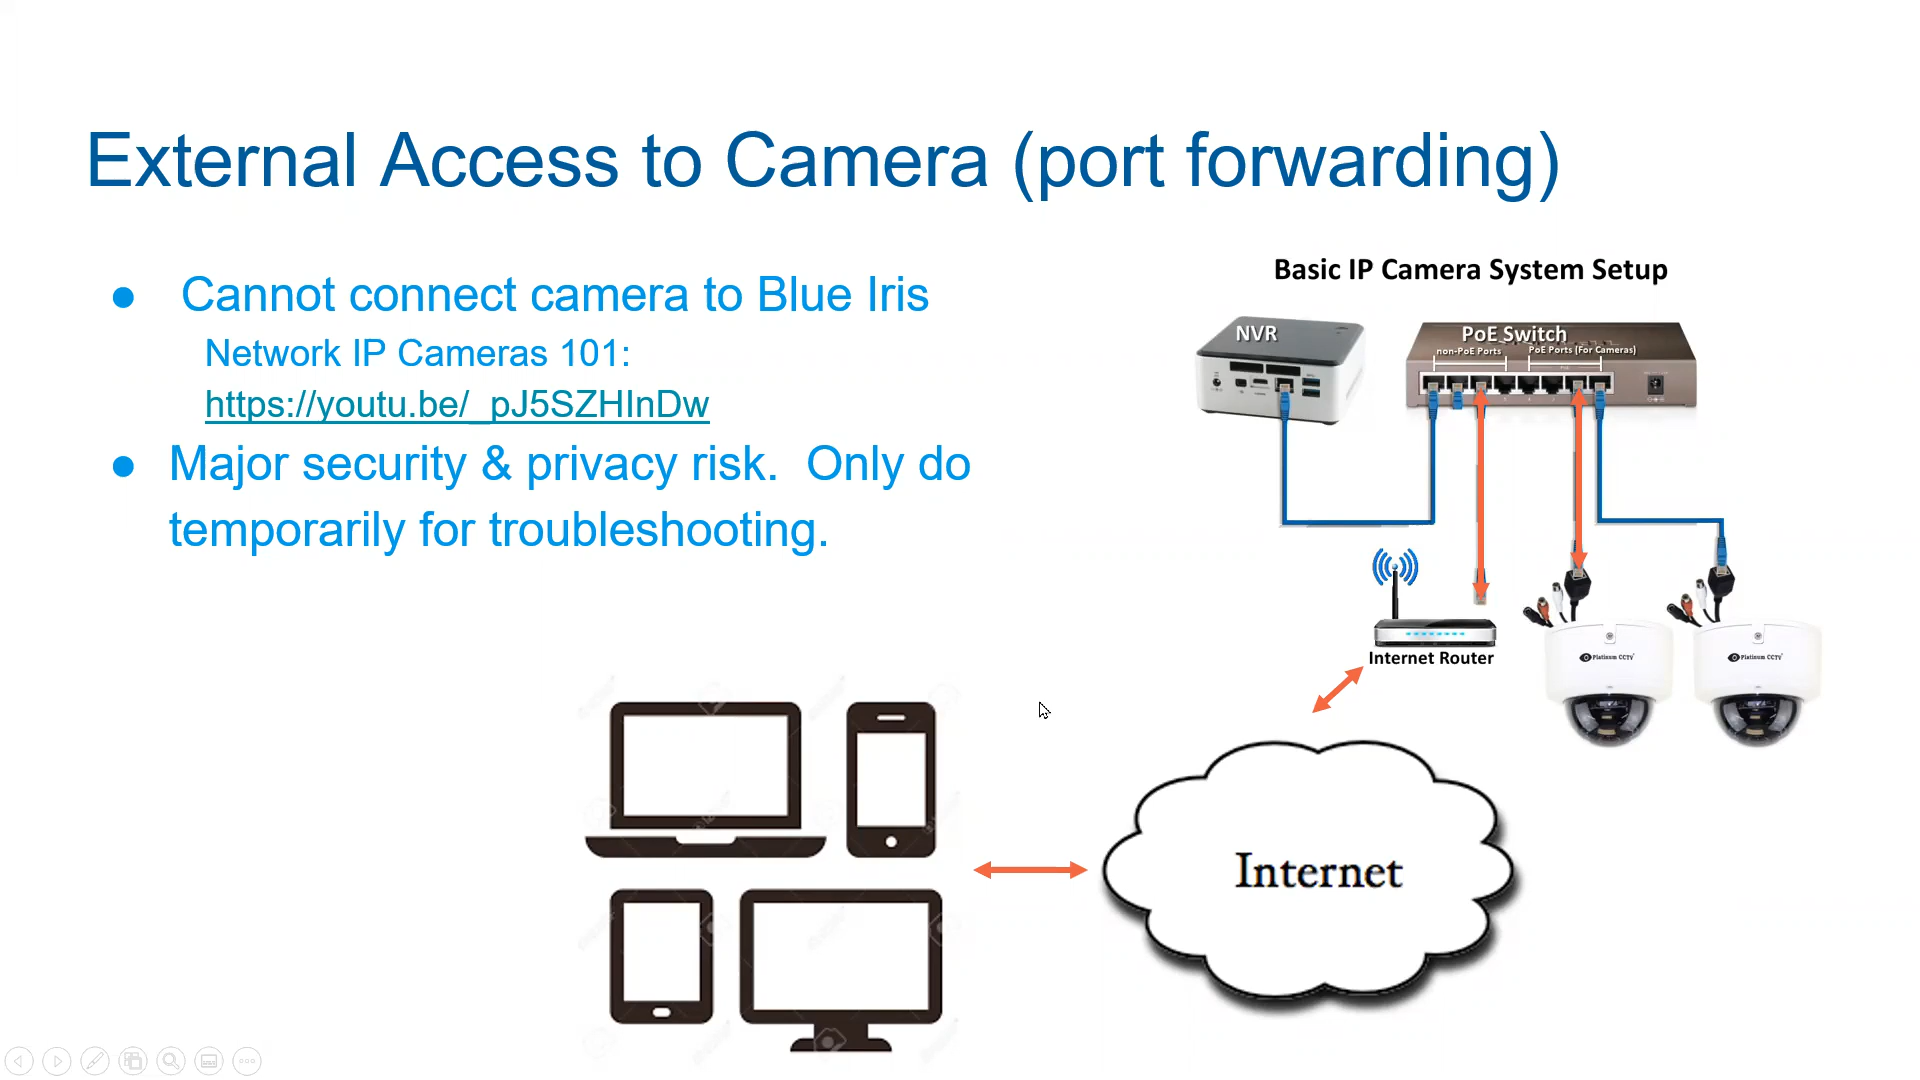 External Access to Camera (port forwarding)
● Cannot connect camera to Blue Iris
Network IP Cameras 101:
https://youtu.be/_pJ5SZHInDw
● Major security & privacy risk.  Only do
temporarily for troubleshooting.
Basic IP Camera System Setup
NVR
PoE Switch
non-PoE Ports
PoE Ports (For Cameras)
Internet Router
Platinum CCTV
Platinum CCTV
Internet